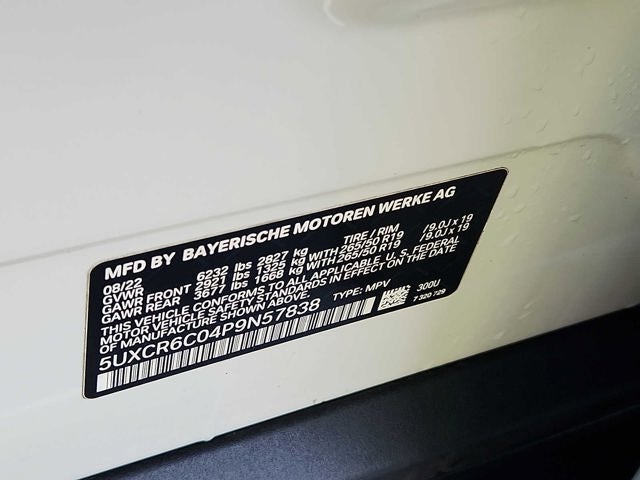 MFD BY BAYERISCHE MOTOREN WERKE AG
08/22 TIRE / RIM
GVWR 6232 lbs 2827 kg
GAWR FRONT 2921 lbs 1325 kg WITH 265/50 R19 / 9.0J x 19
GAWR REAR 3677 lbs 1668 kg WITH 265/50 R19 / 9.0J x 19
THIS VEHICLE CONFORMS TO ALL APPLICABLE U.S. FEDERAL
MOTOR VEHICLE SAFETY STANDARDS IN EFFECT ON THE
DATE OF MANUFACTURE SHOWN ABOVE.
5UXCR6C04P9N57838 TYPE: MPV 300U
7 320 729